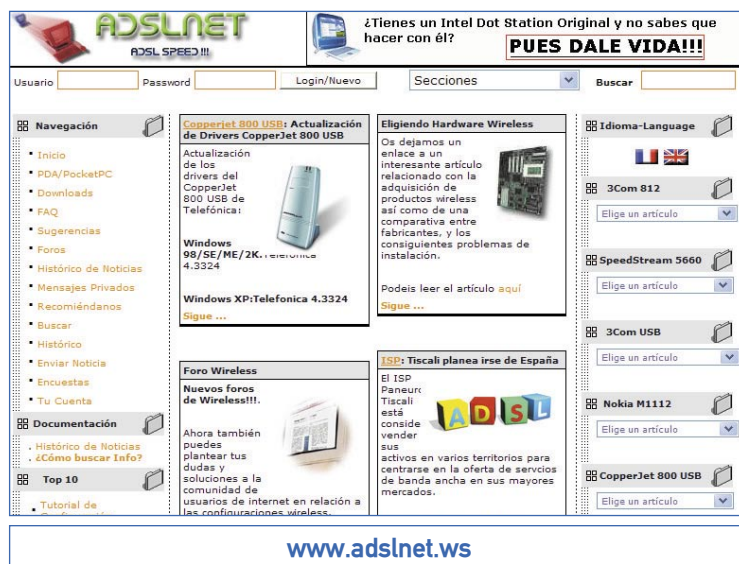 ADSLNET
ADSL SPEED !!!
¿Tienes un Intel Dot Station Original y no sabes que
hacer con él?
PUES DALE VIDA!!!
Usuario
Password
Login/Nuevo
Secciones
Buscar
Navegación
Inicio
PDA/PocketPC
Downloads
FAQ
Sugerencias
Foros
Histórico de Noticias
Mensajes Privados
Recomiéndanos
Buscar
Histórico
Enviar Noticia
Encuestas
Tu Cuenta
Documentación
. Histórico de Noticias
. ¿Cómo buscar Info?
Top 10
Tutorial de
Copperjet 800 USB: Actualización
de Drivers CopperJet 800 USB
Actualización
de los
drivers del
CopperJet
800 USB de
Telefónica:
Windows
98/SE/ME/2K.Telefonica
4.3324
Windows XP:Telefonica 4.3324
Sigue ...
Foro Wireless
Nuevos foros
de Wireless!!!.
Ahora también
puedes
plantear tus
dudas y
soluciones a la
comunidad de
usuarios de internet en relación a
las configuraciones wireless.
Eligiendo Hardware Wireless
Os dejamos un
enlace a un
interesante artículo
relacionado con la
adquisición de
productos wireless
así como de una
comparativa entre
fabricantes, y los
consiguientes problemas de
instalación.
Podeis leer el artículo aquí
Sigue ...
ISP: Tiscali planea irse de España
El ISP
Paneuro
Tiscali
está
conside
vender
sus
activos en varios territorios para
centrarse en la oferta de servcios
de banda ancha en sus mayores
mercados.
ADSL
Idioma-Language
3Com 812
Elige un artículo
SpeedStream 5660
Elige un artículo
3Com USB
Elige un artículo
Nokia M1112
Elige un artículo
CopperJet 800 USB
Elige un artículo
www.adslnet.ws